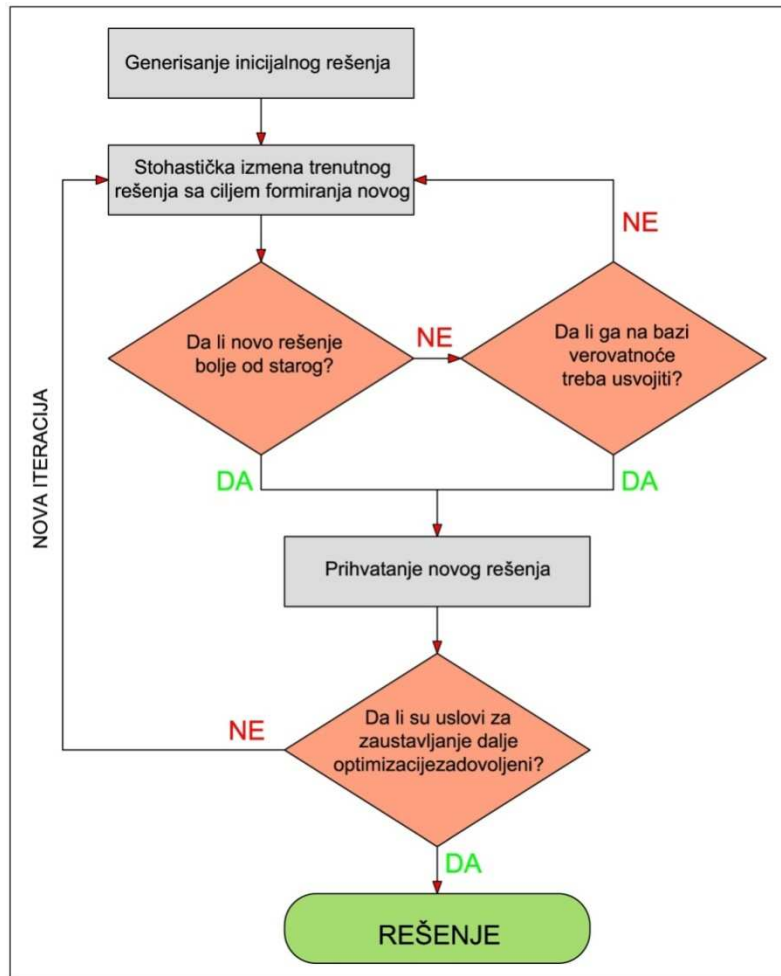 Generisanje inicijalnog rešenja
Stohastička izmena trenutnog
rešenja sa ciljem formiranja novog
NE
Da li novo rešenje
bolje od starog?
NE
Da li ga na bazi
verovatnoće
treba usvojiti?
DA
DA
NOVA ITERACIJA
Prihvatanje novog rešenja
NE
Da li su uslovi za
zaustavljanje dalje
optimizacijezadovoljeni?
DA
REŠENJE